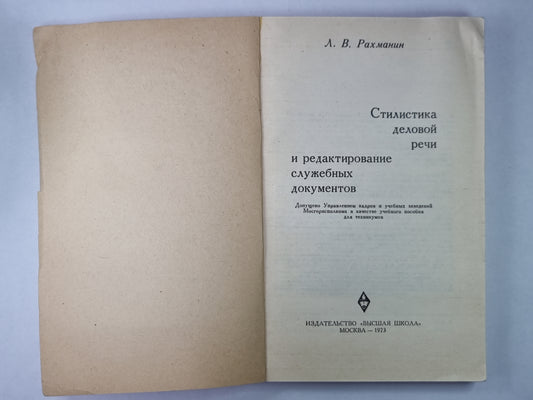 Л. В. Рахманин
Стилистика
деловой
речи
и редактирование
служебных
документов
Допущено Управлением кадров и учебных заведений
Мосгорисполкома в качестве учебного пособия
для техникумов
ИЗДАТЕЛЬСТВО «ВЫСШАЯ ШКОЛА»
МОСКВА — 1973